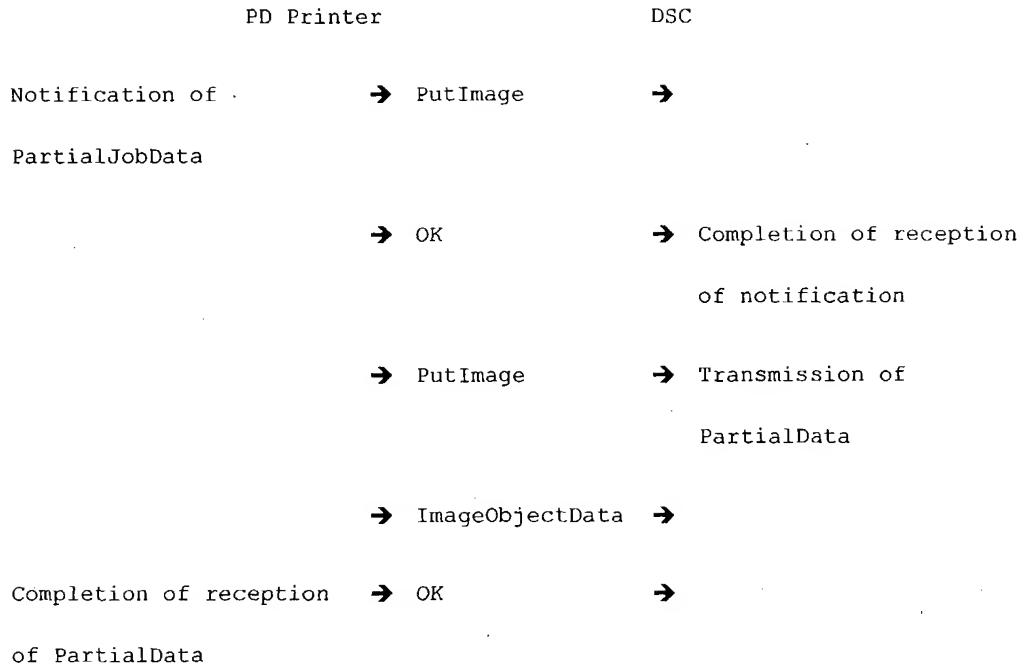 PD Printer DSC
Notification of → PutImage →
PartialJobData
→ OK → Completion of reception
of notification
→ PutImage → Transmission of
PartialData
→ ImageObjectData →
Completion of reception → OK →
of PartialData